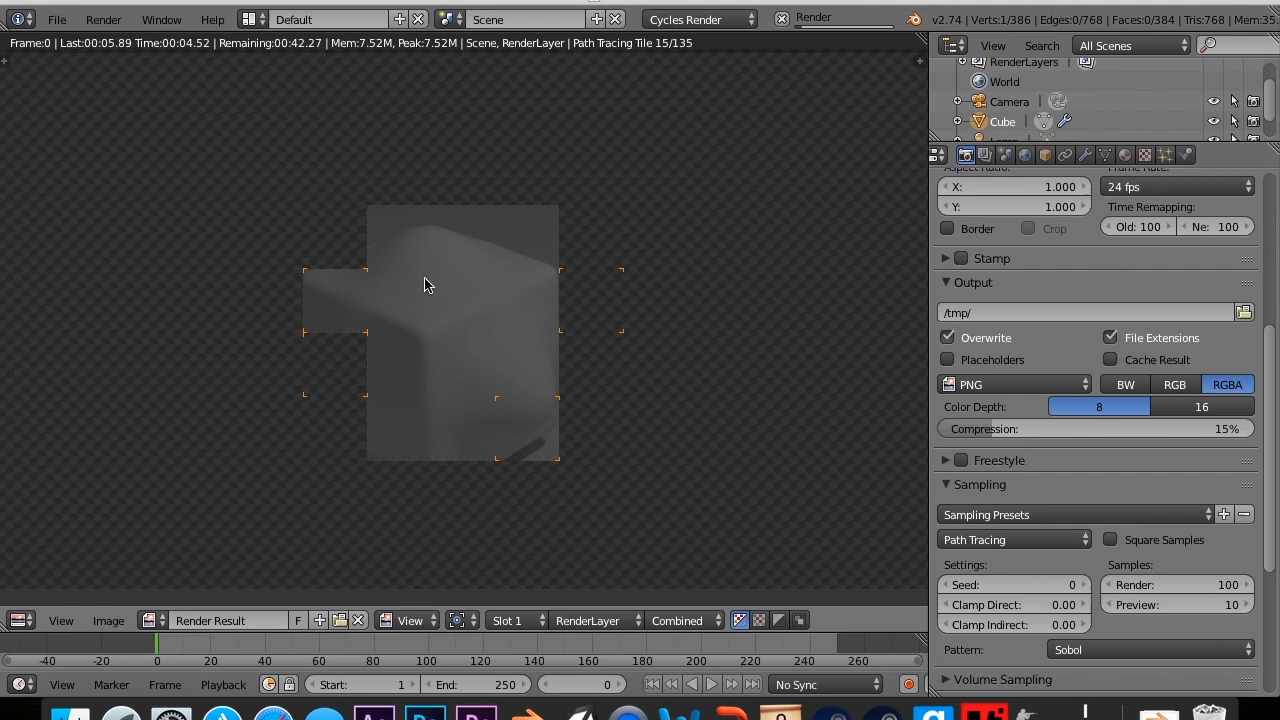 File Render Window Help Default Scene Cycles Render Render v2.74 | Verts:1/386 | Edges:0/768 | Faces:0/384 | Tris:768 | Mem:35
Frame:0 | Last:00:05.89 Time:00:04.52 | Remaining:00:42.27 | Mem:7.52M, Peak:7.52M | Scene, RenderLayer | Path Tracing Tile 15/135
View Search All Scenes
RenderLayers
World
Camera
Cube
X: 1.000
24 fps
Y: 1.000
Time Remapping:
Old: 100 Ne: 100
Border Crop
Stamp
Output
/tmp/
Overwrite File Extensions
Placeholders Cache Result
PNG BW RGB RGBA
Color Depth: 8 16
Compression: 15%
Freestyle
Sampling
Sampling Presets
Path Tracing Square Samples
Settings: Samples:
Seed: 0 Render: 100
Clamp Direct: 0.00 Preview: 10
Clamp Indirect: 0.00
Pattern: Sobol
Volume Sampling
View Image Render Result F View Slot 1 RenderLayer Combined
-40 -20 0 20 40 60 80 100 120 140 160 180 200 220 240 260
View Marker Frame Playback Start: 1 End: 250 0 No Sync